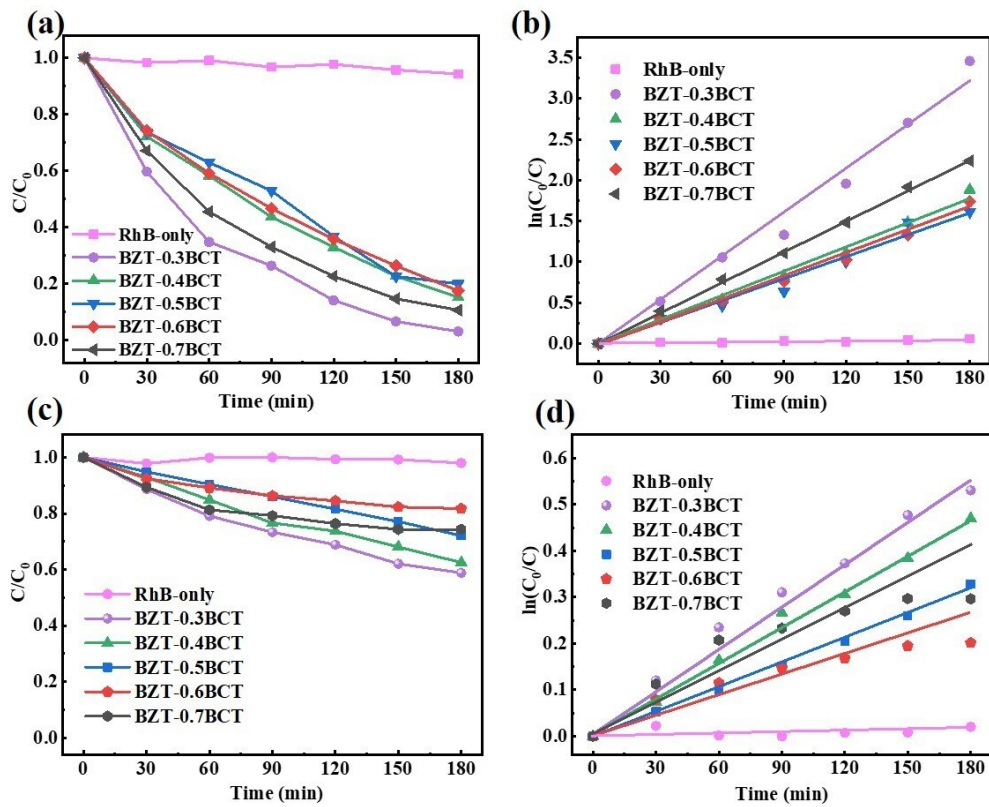 (a)
C/C₀
1.0
0.8
0.6
0.4
0.2
0.0
RhB-only
BZT-0.3BCT
BZT-0.4BCT
BZT-0.5BCT
BZT-0.6BCT
BZT-0.7BCT
0 30 60 90 120 150 180
Time (min)
(b)
ln(C₀/C)
3.5
3.0
2.5
2.0
1.5
1.0
0.5
0.0
RhB-only
BZT-0.3BCT
BZT-0.4BCT
BZT-0.5BCT
BZT-0.6BCT
BZT-0.7BCT
0 30 60 90 120 150 180
Time (min)
(c)
C/C₀
1.0
0.8
0.6
0.4
0.2
0.0
RhB-only
BZT-0.3BCT
BZT-0.4BCT
BZT-0.5BCT
BZT-0.6BCT
BZT-0.7BCT
0 30 60 90 120 150 180
Time (min)
(d)
ln(C₀/C)
0.6
0.5
0.4
0.3
0.2
0.1
0.0
RhB-only
BZT-0.3BCT
BZT-0.4BCT
BZT-0.5BCT
BZT-0.6BCT
BZT-0.7BCT
0 30 60 90 120 150 180
Time (min)